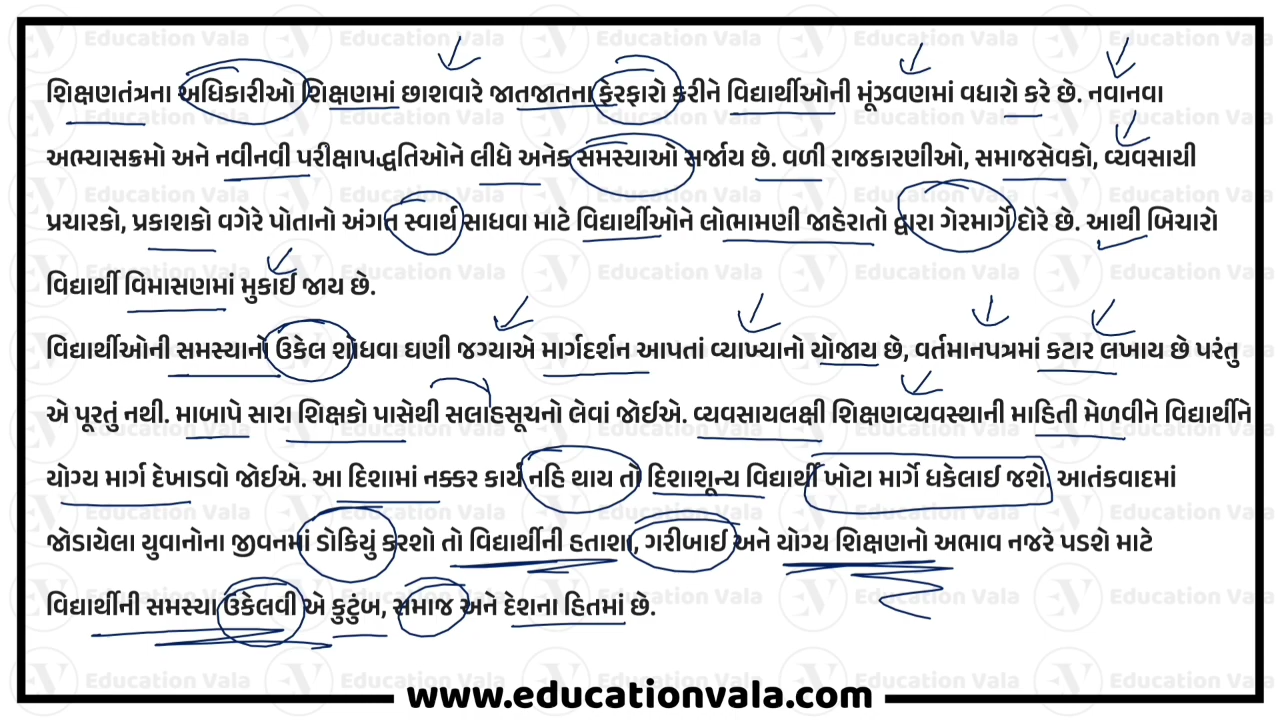 શિક્ષણતંત્રના અધિકારીઓ શિક્ષણમાં છાશવારે જાતજાતના ફેરફારો કરીને વિદ્યાર્થીઓની મૂંઝવણમાં વધારો કરે છે. નવાનવા
અભ્યાસક્રમો અને નવીનવી પરીક્ષાપદ્ધતિઓને લીધે અનેક સમસ્યાઓ સર્જાય છે. વળી રાજકારણીઓ, સમાજસેવકો, વ્યવસાયી
પ્રચારકો, પ્રકાશકો વગેરે પોતાનો અંગત સ્વાર્થ સાધવા માટે વિદ્યાર્થીઓને લોભામણી જાહેરાતો દ્વારા ગેરમાર્ગે દોરે છે. આથી બિચારો
વિદ્યાર્થી વિમાસણમાં મુકાઈ જાય છે.
વિદ્યાર્થીઓની સમસ્યાનો ઉકેલ શોધવા ઘણી જગ્યાએ માર્ગદર્શન આપતાં વ્યાખ્યાનો યોજાય છે, વર્તમાનપત્રમાં કટાર લખાય છે પરંતુ
એ પૂરતું નથી. માબાપે સારા શિક્ષકો પાસેથી સલાહસૂચનો લેવાં જોઈએ. વ્યવસાયલક્ષી શિક્ષણવ્યવસ્થાની માહિતી મેળવીને વિદ્યાર્થીને
યોગ્ય માર્ગ દેખાડવો જોઈએ. આ દિશામાં નક્કર કાર્ય નહિ થાય તો દિશાશૂન્ય વિદ્યાર્થી ખોટા માર્ગે ધકેલાઈ જશે. આતંકવાદમાં
જોડાયેલા યુવાનોના જીવનમાં ડોકિયું કરશો તો વિદ્યાર્થીની હતાશા, ગરીબાઈ અને યોગ્ય શિક્ષણનો અભાવ નજરે પડશે માટે
વિદ્યાર્થીની સમસ્યા ઉકેલવી એ કુટુંબ, સમાજ અને દેશના હિતમાં છે.
www.educationvala.com